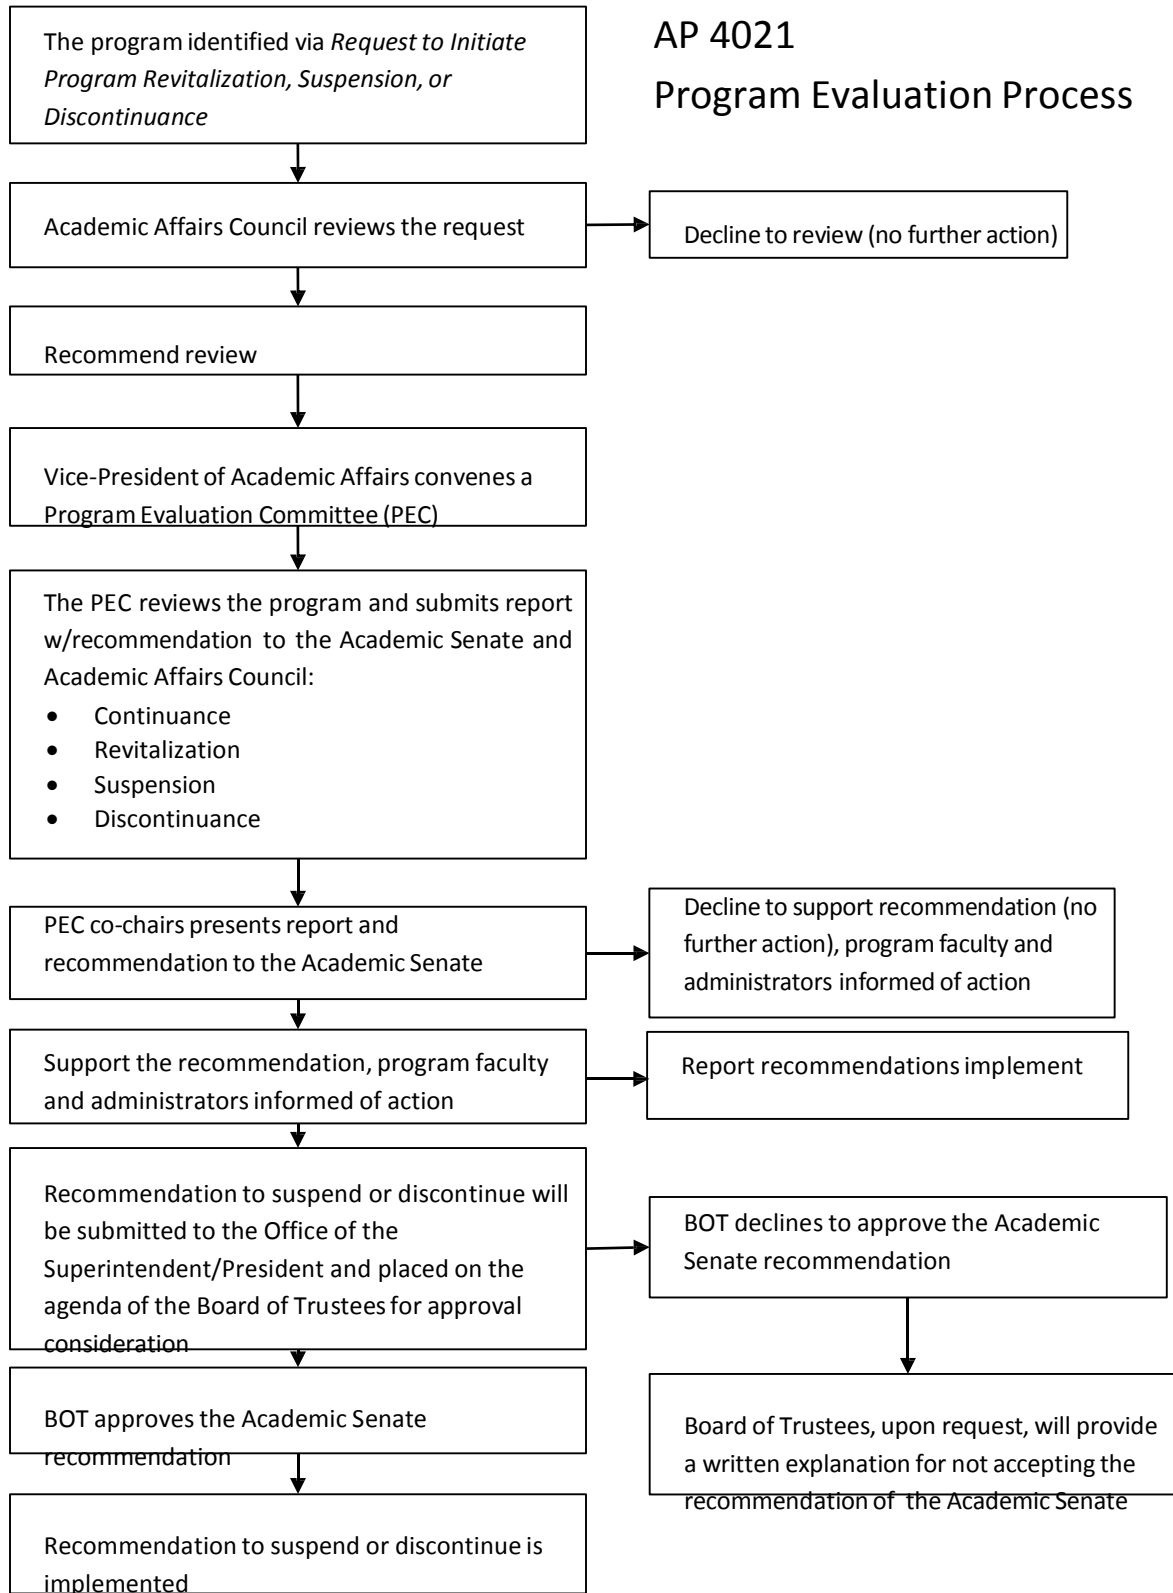 AP 4021
Program Evaluation Process
The program identified via Request to Initiate
Program Revitalization, Suspension, or
Discontinuance
Academic Affairs Council reviews the request
Decline to review (no further action)
Recommend review
Vice-President of Academic Affairs convenes a
Program Evaluation Committee (PEC)
The PEC reviews the program and submits report
w/recommendation to the Academic Senate and
Academic Affairs Council:
• Continuance
• Revitalization
• Suspension
• Discontinuance
PEC co-chairs presents report and
recommendation to the Academic Senate
Decline to support recommendation (no
further action), program faculty and
administrators informed of action
Support the recommendation, program faculty
and administrators informed of action
Report recommendations implement
Recommendation to suspend or discontinue will
be submitted to the Office of the
Superintendent/President and placed on the
agenda of the Board of Trustees for approval
consideration
BOT declines to approve the Academic
Senate recommendation
BOT approves the Academic Senate
recommendation
Board of Trustees, upon request, will provide
a written explanation for not accepting the
recommendation of the Academic Senate
Recommendation to suspend or discontinue is
implemented